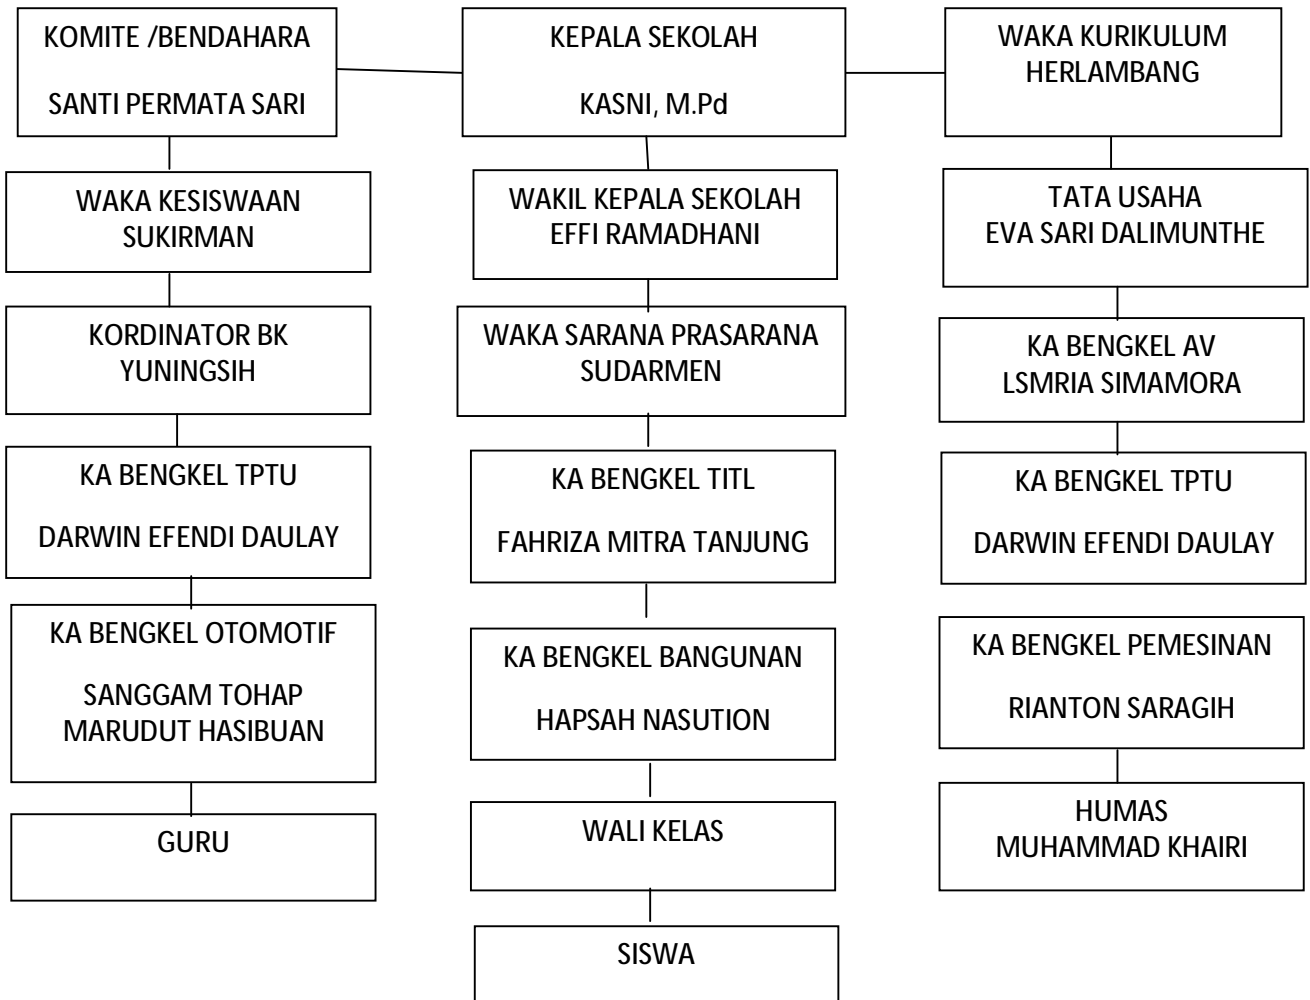 KOMITE /BENDAHARA
SANTI PERMATA SARI
KEPALA SEKOLAH
KASNI, M.Pd
WAKA KURIKULUM
HERLAMBANG
WAKA KESISWAAN
SUKIRMAN
WAKIL KEPALA SEKOLAH
EFFI RAMADHANI
TATA USAHA
EVA SARI DALIMUNTHE
KORDINATOR BK
YUNINGSIH
WAKA SARANA PRASARANA
SUDARMEN
KA BENGKEL AV
LSMRIA SIMAMORA
KA BENGKEL TPTU
DARWIN EFENDI DAULAY
KA BENGKEL TITL
FAHRIZA MITRA TANJUNG
KA BENGKEL TPTU
DARWIN EFENDI DAULAY
KA BENGKEL OTOMOTIF
SANGGAM TOHAP
MARUDUT HASIBUAN
KA BENGKEL BANGUNAN
HAPSAH NASUTION
KA BENGKEL PEMESINAN
RIANTON SARAGIH
GURU
WALI KELAS
HUMAS
MUHAMMAD KHAIRI
SISWA